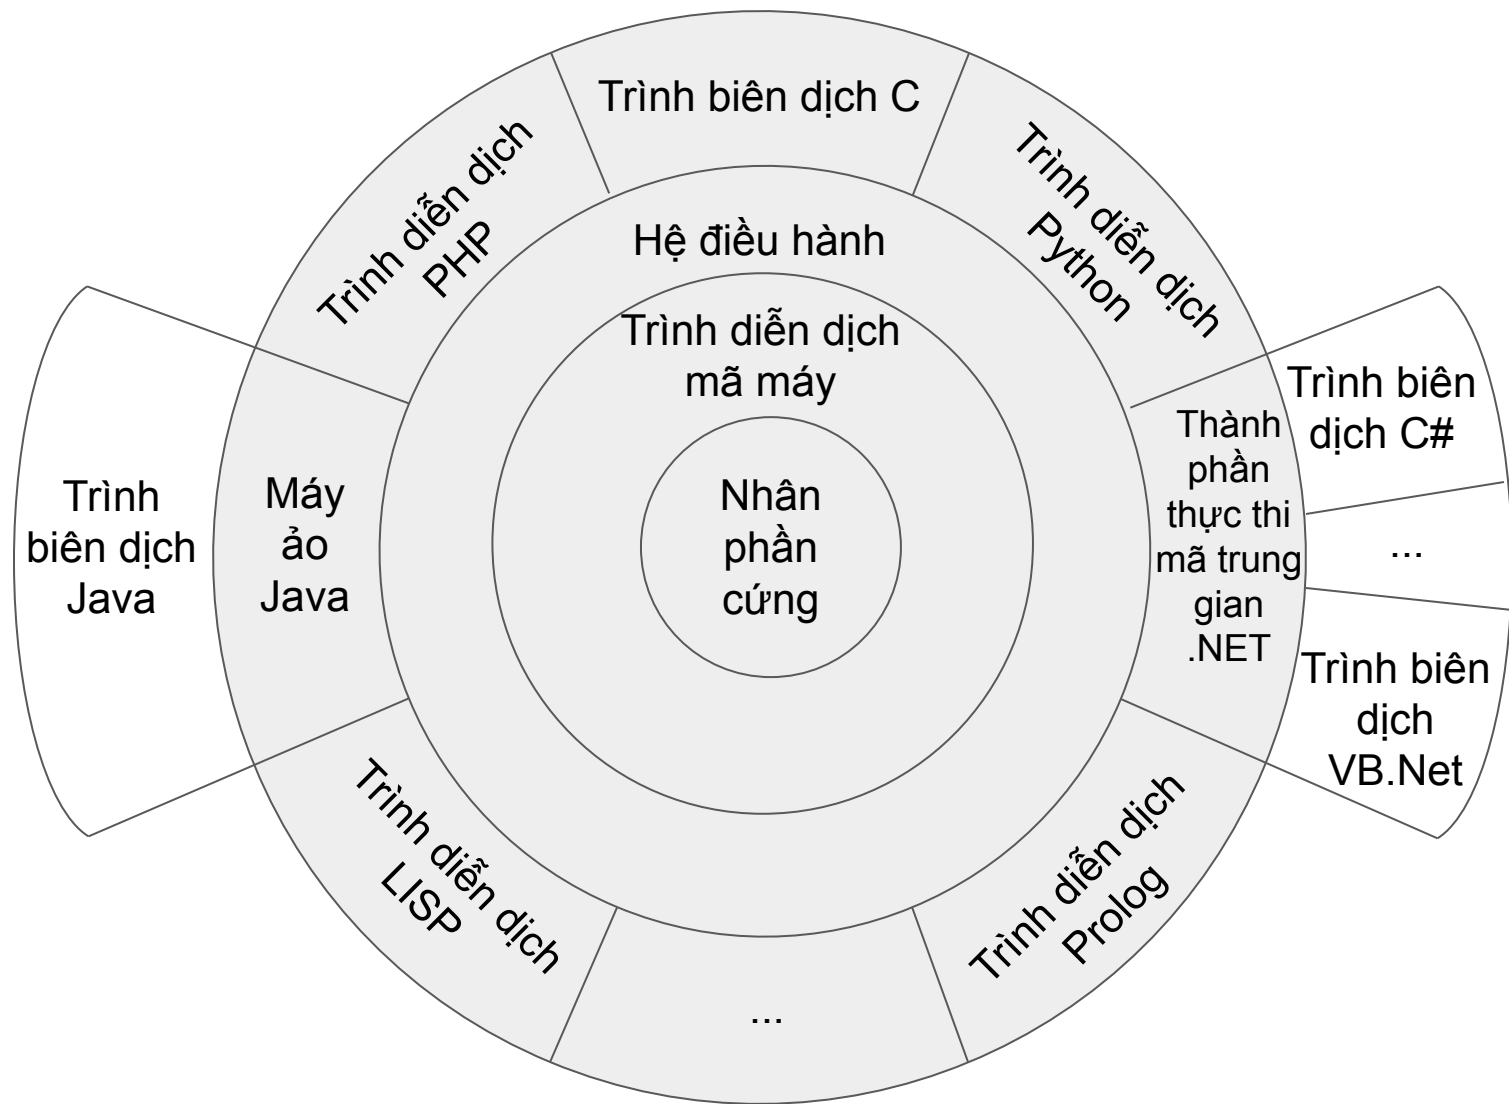 Trình biên dịch C
Trình diễn dịch
PHP
Trình diễn dịch
Python
Hệ điều hành
Trình diễn dịch
mã máy
Nhân
phần
cứng
Trình
biên dịch
Java
Máy
ảo
Java
Thành
phần
thực thi
mã trung
gian
.NET
Trình biên
dịch C#
...
Trình biên
dịch
VB.Net
Trình diễn dịch
LISP
...
Trình diễn dịch
Prolog